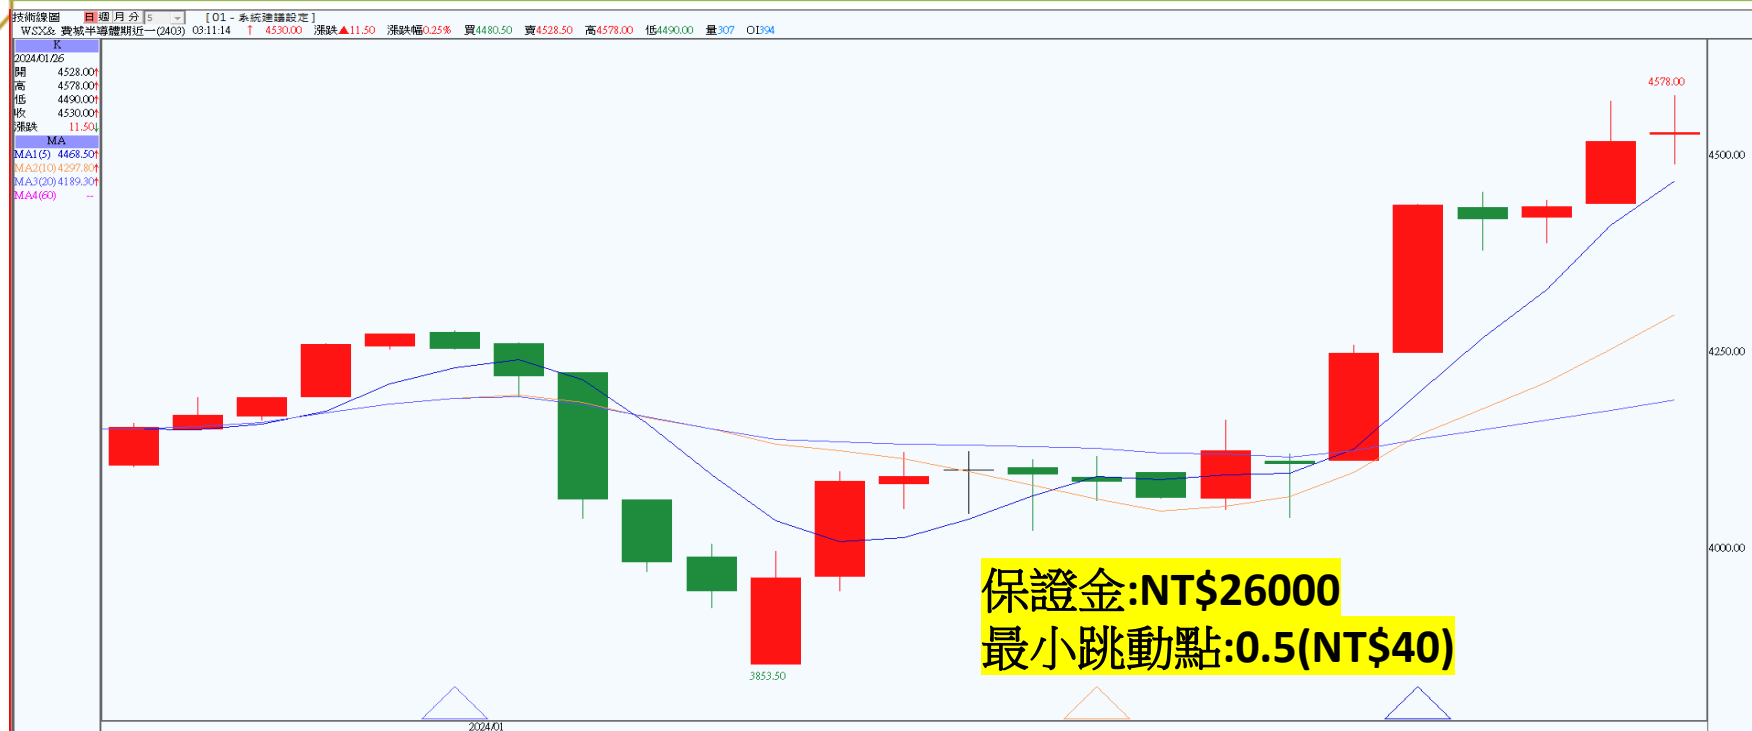 技術線圖 日 週 月 分 5 [ 01 - 系統建議設定 ]
WSX& 費城半導體期近一(2403) 03:11:14 ↑ 4530.00 漲跌▲11.50 漲跌幅0.25% 買4480.50 賣4528.50 高4578.00 低4490.00 量307 OI394
K
2024/01/26
開 4528.00↑
高 4578.00↑
低 4490.00↑
收 4530.00↑
漲跌 11.50↓
MA
MA1(5) 4468.50↑
MA2(10) 4297.80↑
MA3(20) 4189.30↑
MA4(60) --
4578.00
4500.00
4250.00
4000.00
保證金:NT$26000
最小跳動點:0.5(NT$40)
3853.50
2024/01